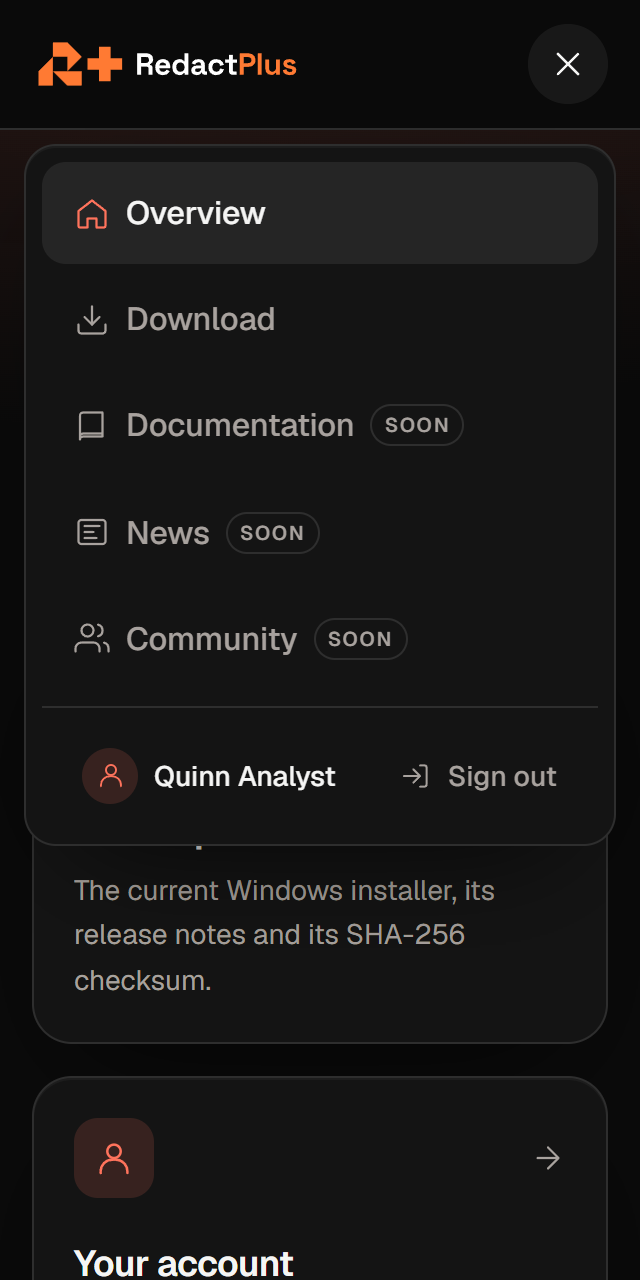 RedactPlus
Overview
Download
Documentation SOON
News SOON
Community SOON
Quinn Analyst Sign out
The current Windows installer, its
release notes and its SHA-256
checksum.
Your account